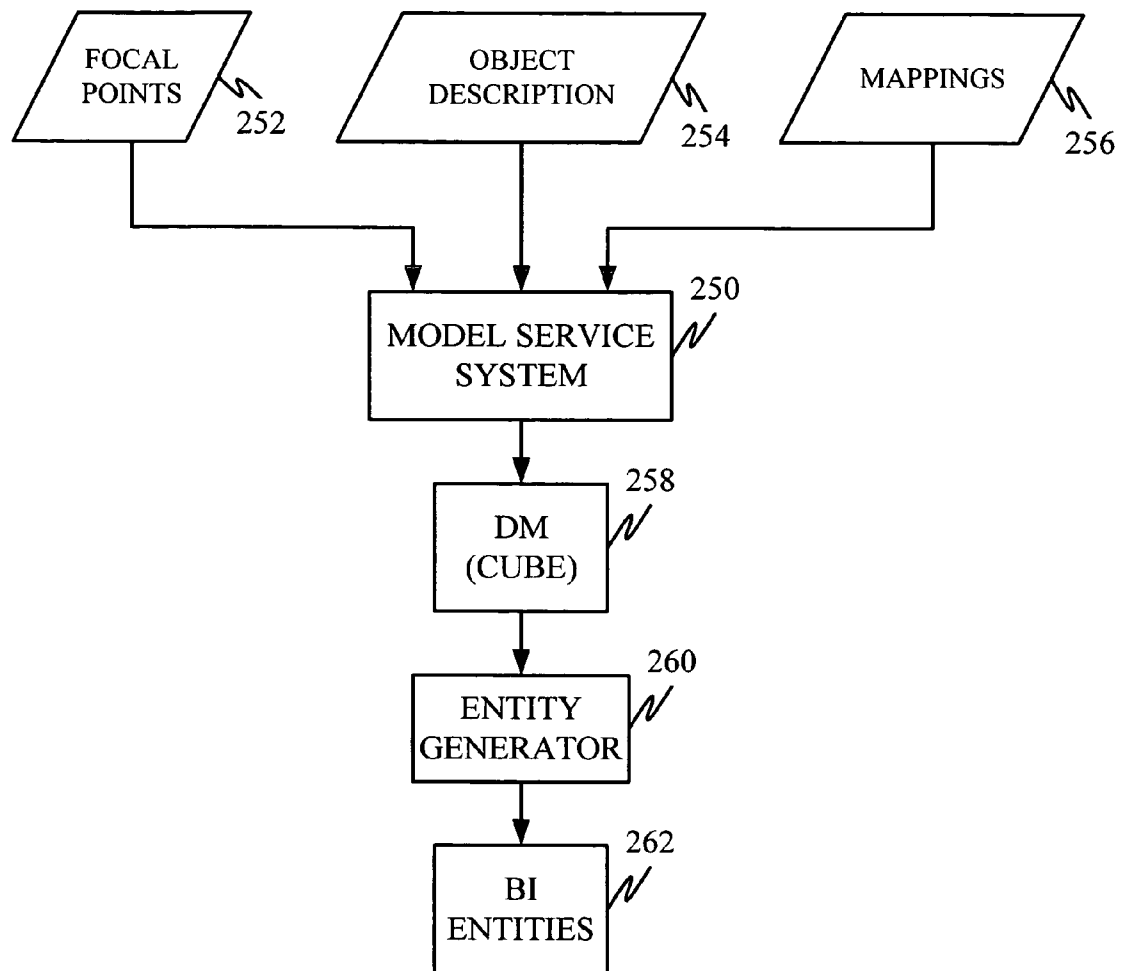 FOCAL
POINTS
252
OBJECT
DESCRIPTION
254
MAPPINGS
256
MODEL SERVICE
SYSTEM
250
DM
(CUBE)
258
ENTITY
GENERATOR
260
BI
ENTITIES
262